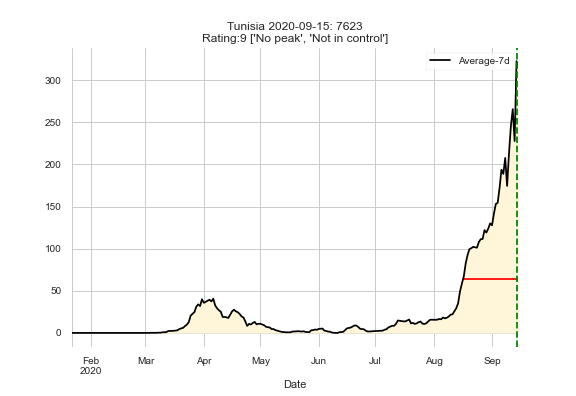 Tunisia 2020-09-15: 7623
Rating:9 ['No peak', 'Not in control']
Average-7d
300
250
200
150
100
50
0
Feb Mar Apr May Jun Jul Aug Sep
2020
Date